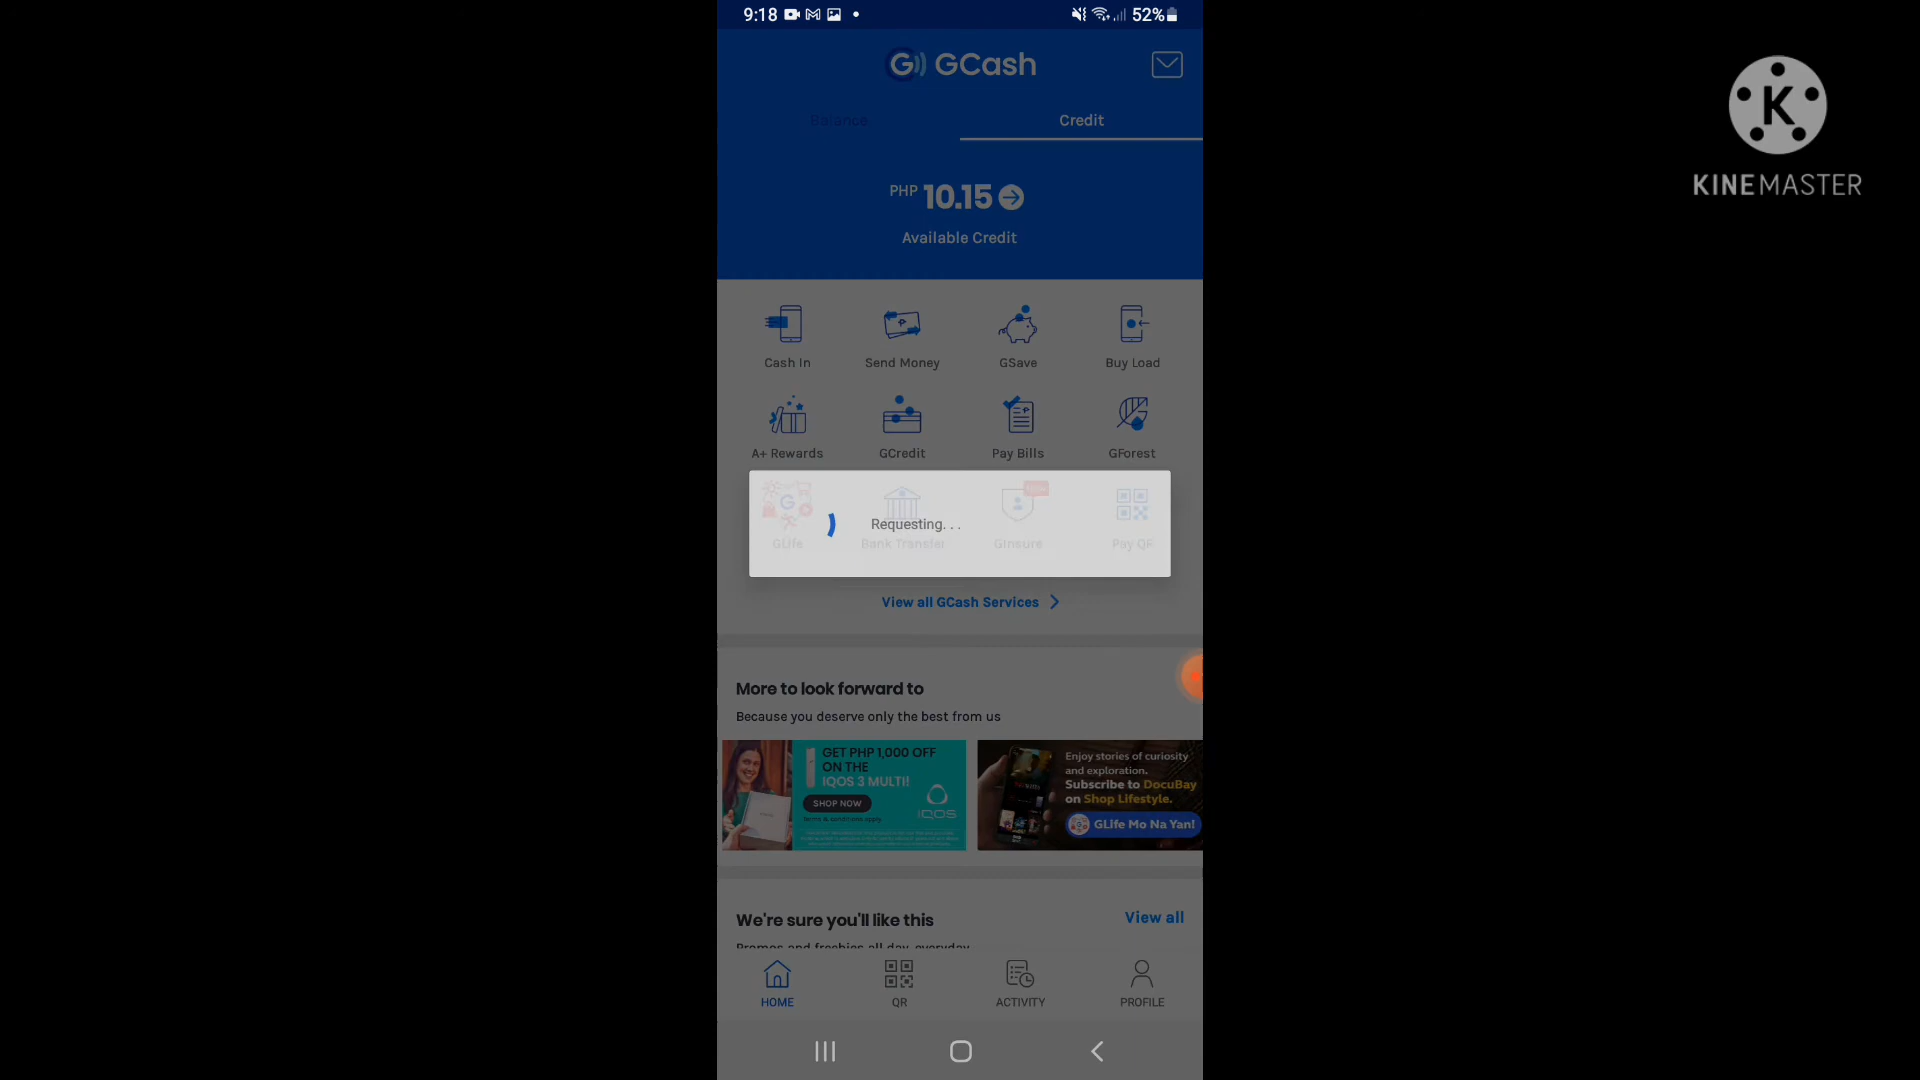 9:18
52%
GCash
Balance
Credit
PHP 10.15
Available Credit
Cash In
Send Money
GSave
Buy Load
A+ Rewards
GCredit
Pay Bills
GForest
Requesting. . .
GLife
Bank Transfer
GInsure
Pay QR
View all GCash Services
More to look forward to
Because you deserve only the best from us
GET PHP 1,000 OFF
ON THE
IQOS 3 MULTI!
SHOP NOW
Terms & conditions apply
IQOS
Enjoy stories of curiosity
and exploration.
Subscribe to DocuBay
on Shop Lifestyle.
GLife Mo Na Yan!
We're sure you'll like this
View all
Promos and freebies all day, everyday
HOME
QR
ACTIVITY
PROFILE
K
KINEMASTER